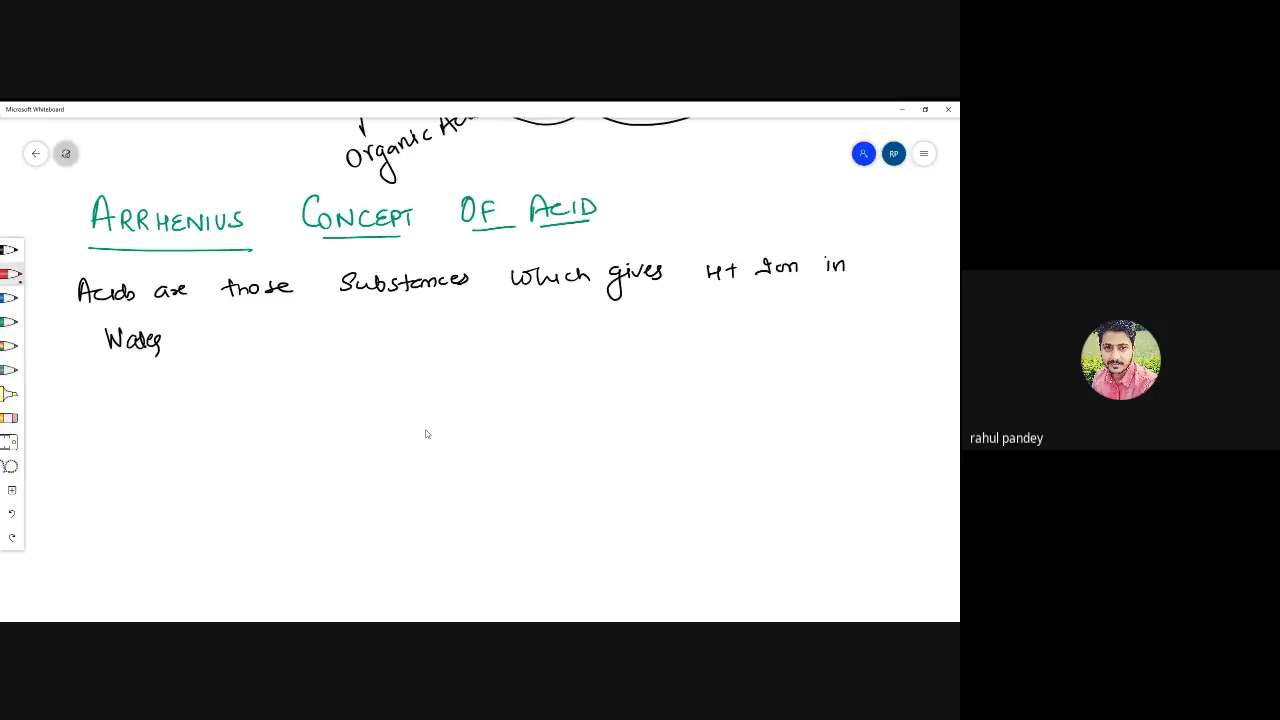 Microsoft Whiteboard
Organic Acid
RP
ARRHENIUS CONCEPT OF ACID
Acids are those Substances which gives H+ Ion in
Water
rahul pandey